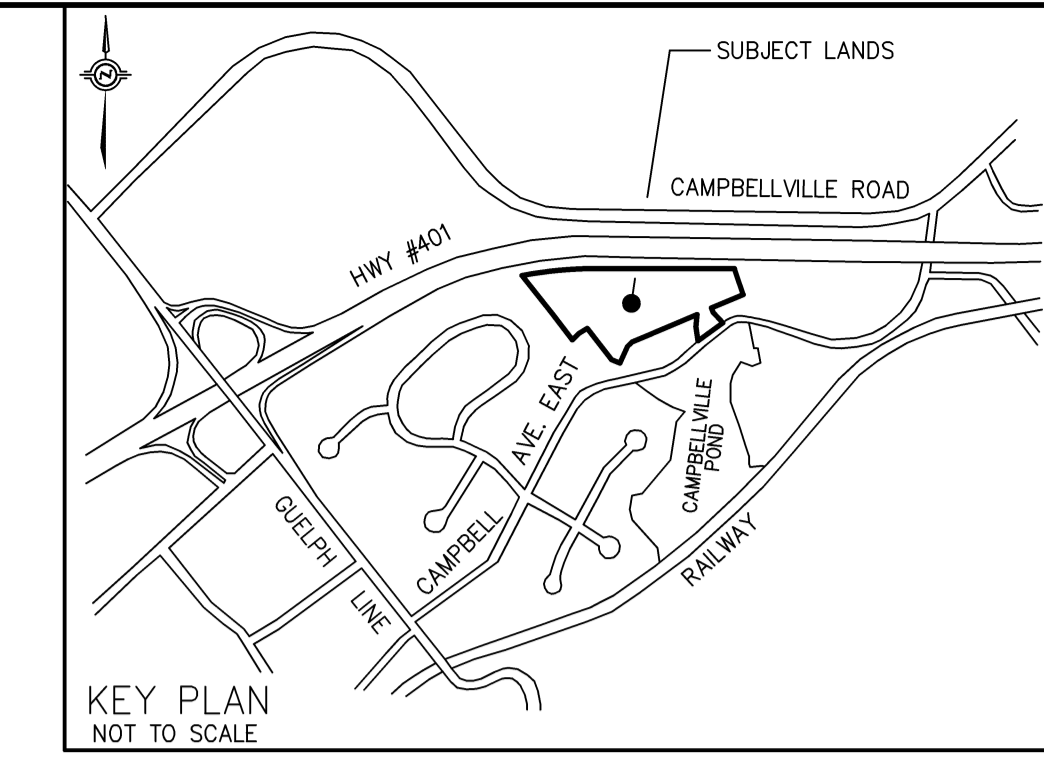 N
SUBJECT LANDS
CAMPBELLVILLE ROAD
HWY #401
CAMPBELL AVE. EAST
CAMPBELLVILLE
POND
GUELPH LINE
RAILWAY
KEY PLAN
NOT TO SCALE